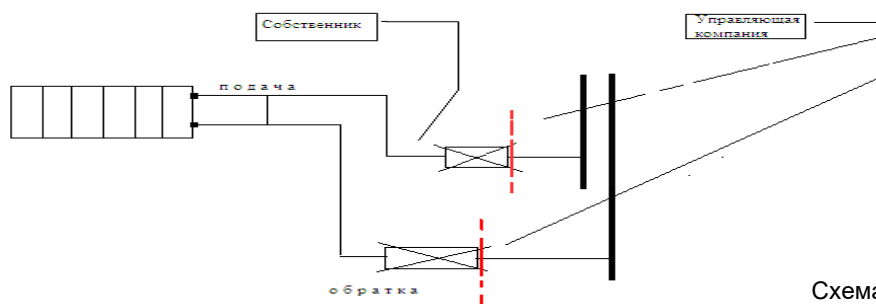 Собственник
Управляющая
компания
подача
обратка
Схема